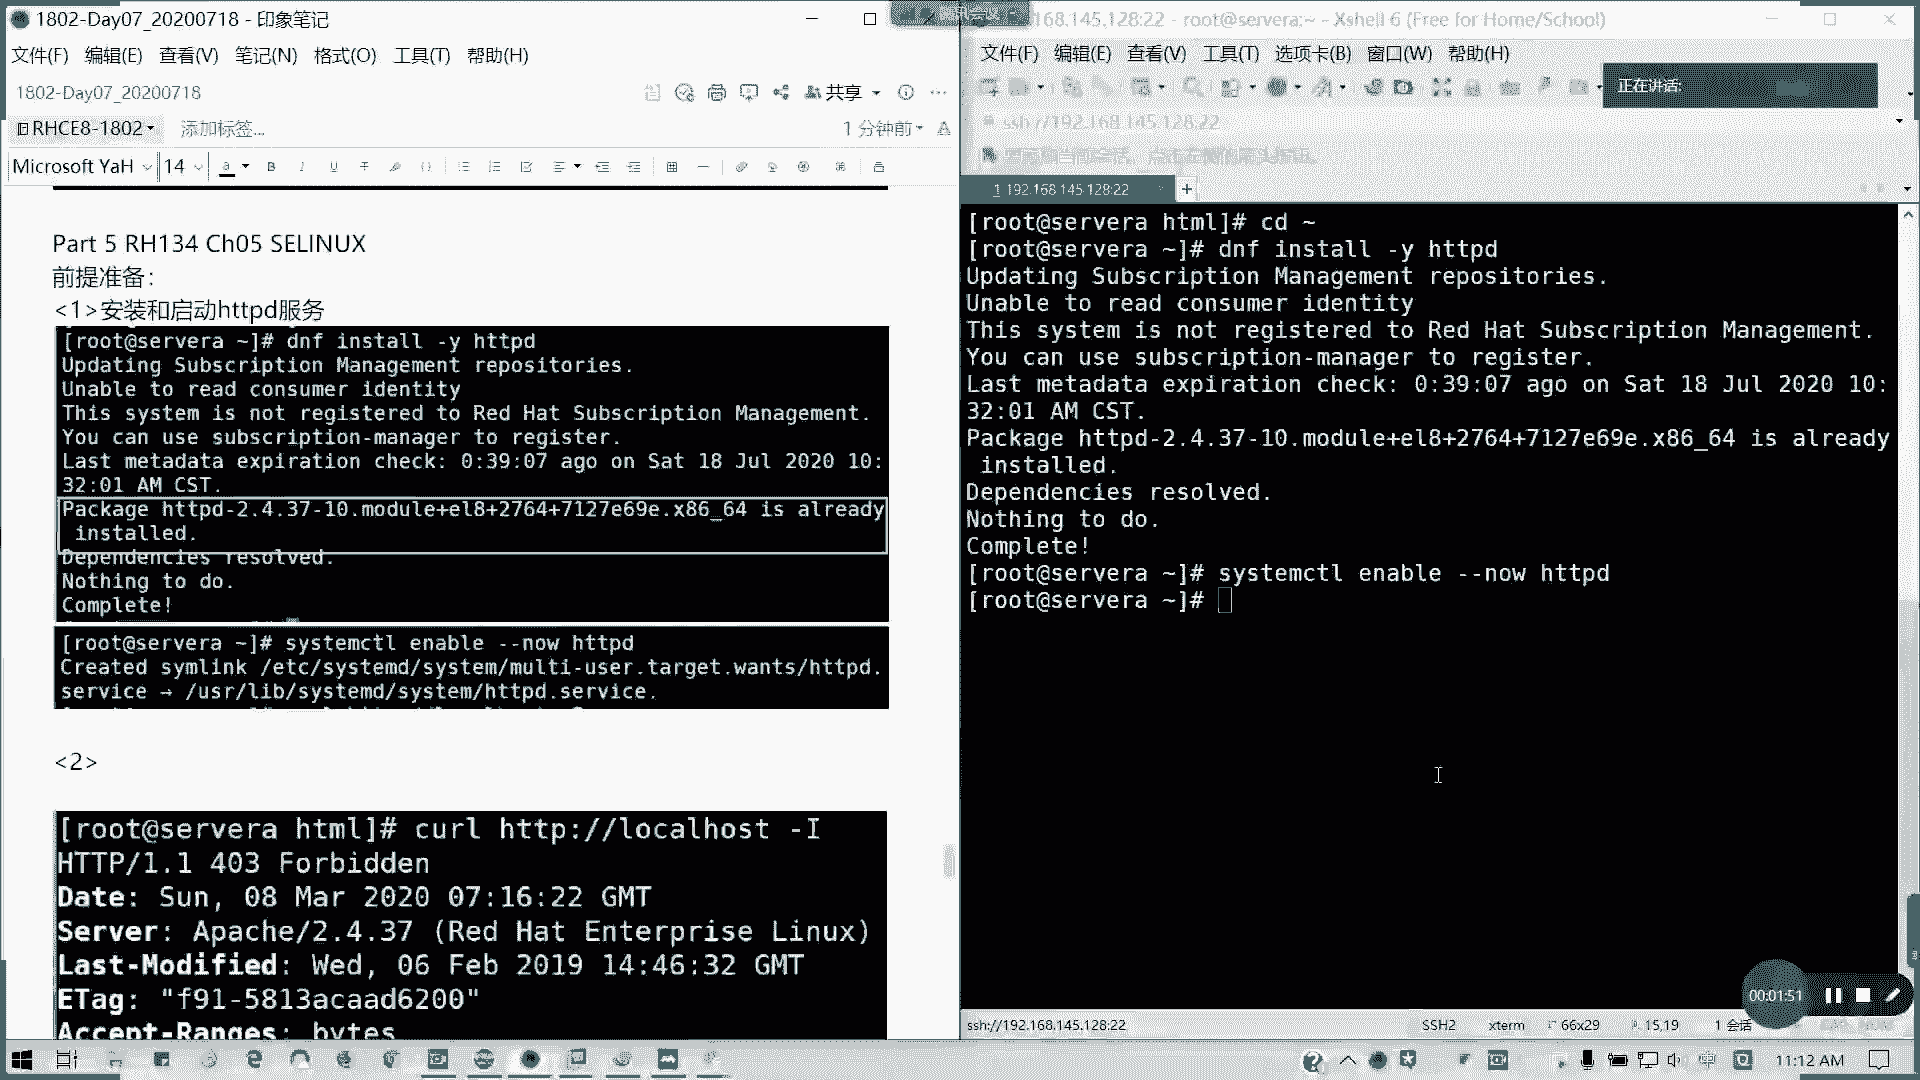 1802-Day07_20200718 - 印象笔记
文件(F) 编辑(E) 查看(V) 笔记(N) 格式(O) 工具(T) 帮助(H)
1802-Day07_20200718
共享
RHCE8-1802
添加标签...
1 分钟前
Microsoft YaH
14
Part 5 RH134 Ch05 SELINUX
前提准备：
<1>安装和启动httpd服务
[root@servera ~]# dnf install -y httpd
Updating Subscription Management repositories.
Unable to read consumer identity
This system is not registered to Red Hat Subscription Management.
You can use subscription-manager to register.
Last metadata expiration check: 0:39:07 ago on Sat 18 Jul 2020 10:
32:01 AM CST.
Package httpd-2.4.37-10.module+el8+2764+7127e69e.x86_64 is already
installed.
Dependencies resolved.
Nothing to do.
Complete!
[root@servera ~]# systemctl enable --now httpd
Created symlink /etc/systemd/system/multi-user.target.wants/httpd.
service → /usr/lib/systemd/system/httpd.service.
<2>
[root@servera html]# curl http://localhost -I
HTTP/1.1 403 Forbidden
Date: Sun, 08 Mar 2020 07:16:22 GMT
Server: Apache/2.4.37 (Red Hat Enterprise Linux)
Last-Modified: Wed, 06 Feb 2019 14:46:32 GMT
ETag: "f91-5813acaad6200"
Accept-Ranges: bytes
68.145.128:22 - root@servera:~ - Xshell 6 (Free for Home/School)
文件(F) 编辑(E) 查看(V) 工具(T) 选项卡(B) 窗口(W) 帮助(H)
正在讲话:
ssh://192.168.145.128:22
1 192.168.145.128:22
[root@servera html]# cd ~
[root@servera ~]# dnf install -y httpd
Updating Subscription Management repositories.
Unable to read consumer identity
This system is not registered to Red Hat Subscription Management.
You can use subscription-manager to register.
Last metadata expiration check: 0:39:07 ago on Sat 18 Jul 2020 10:
32:01 AM CST.
Package httpd-2.4.37-10.module+el8+2764+7127e69e.x86_64 is already
installed.
Dependencies resolved.
Nothing to do.
Complete!
[root@servera ~]# systemctl enable --now httpd
[root@servera ~]#
00:01:51
ssh://192.168.145.128:22
SSH2
xterm
66x29
15,19
1 会话
11:12 AM